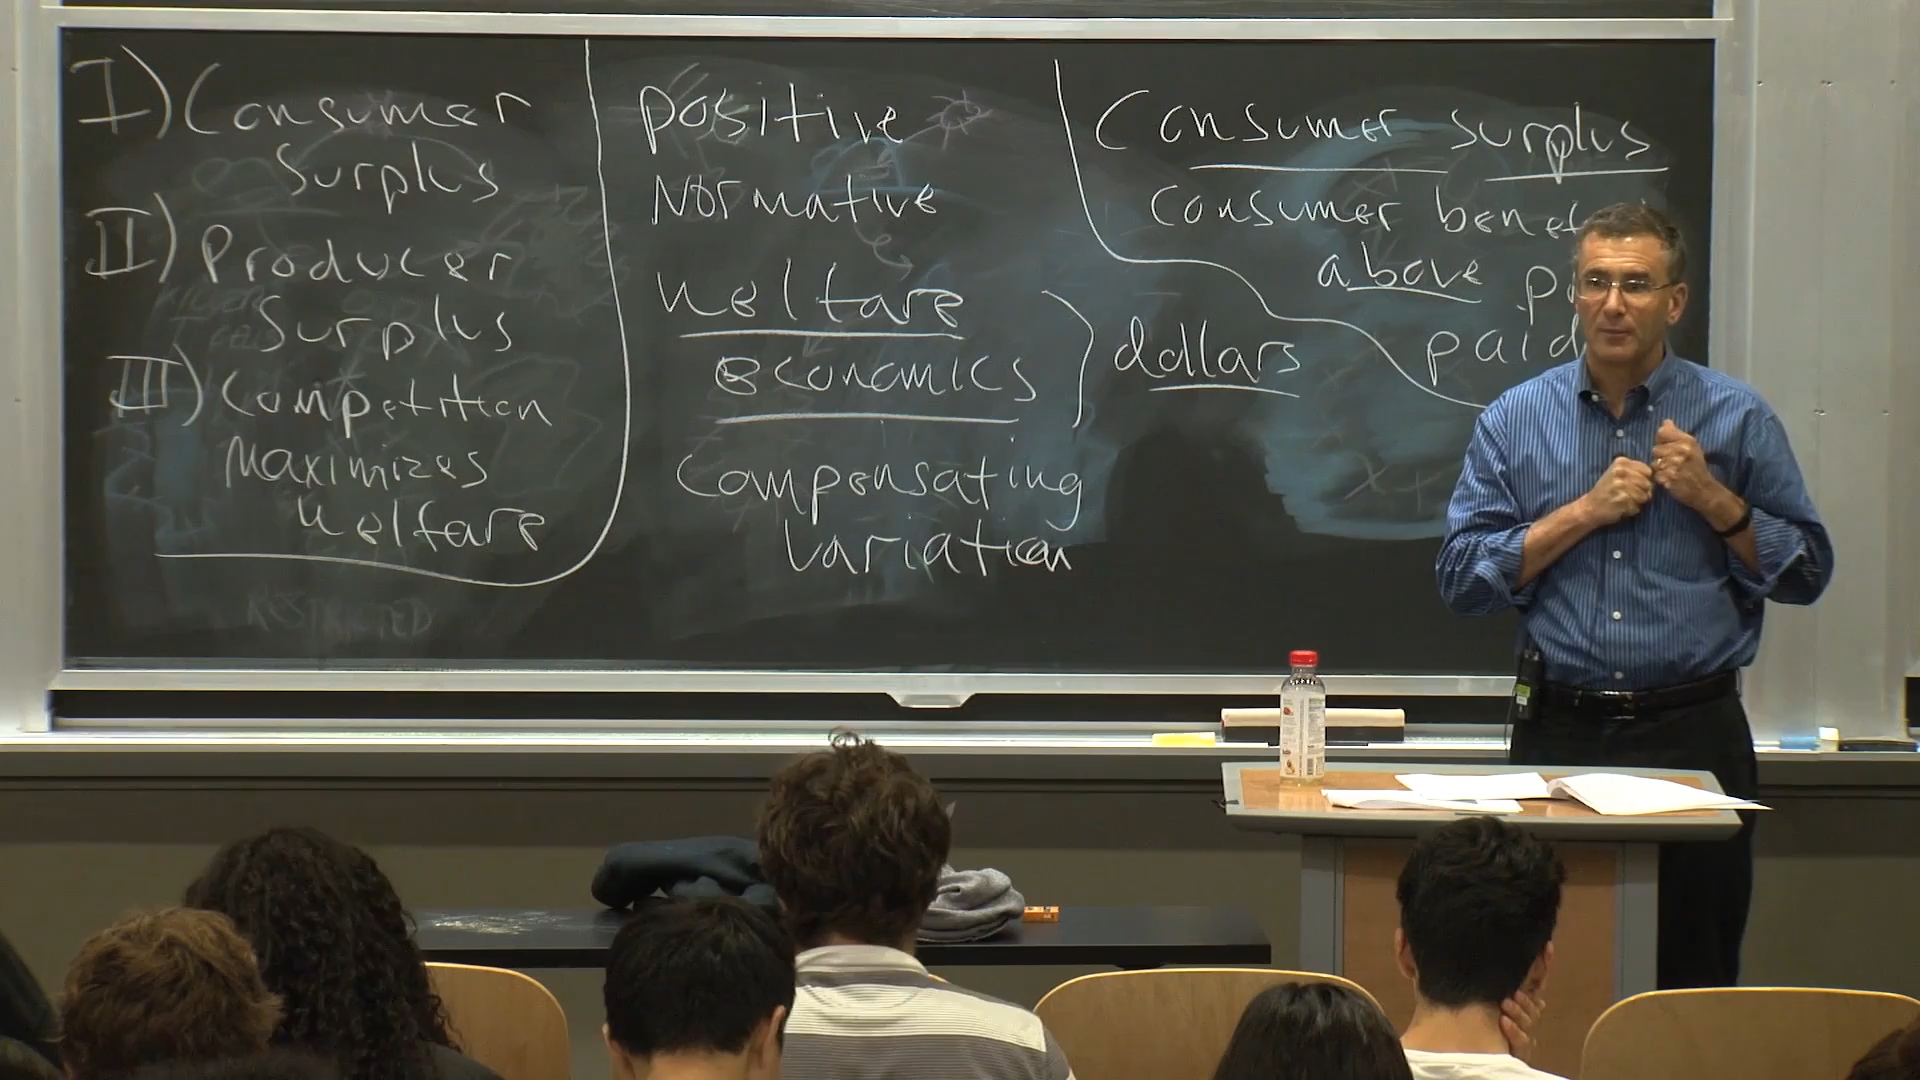 I) Consumer
Surplus
II) Producer
Surplus
III) Competition
Maximizes
Welfare
RESTRICTED
Positive
Normative
Welfare
economics
dollars
Compensating
Variation
Consumer Surplus
Consumer
above
paid